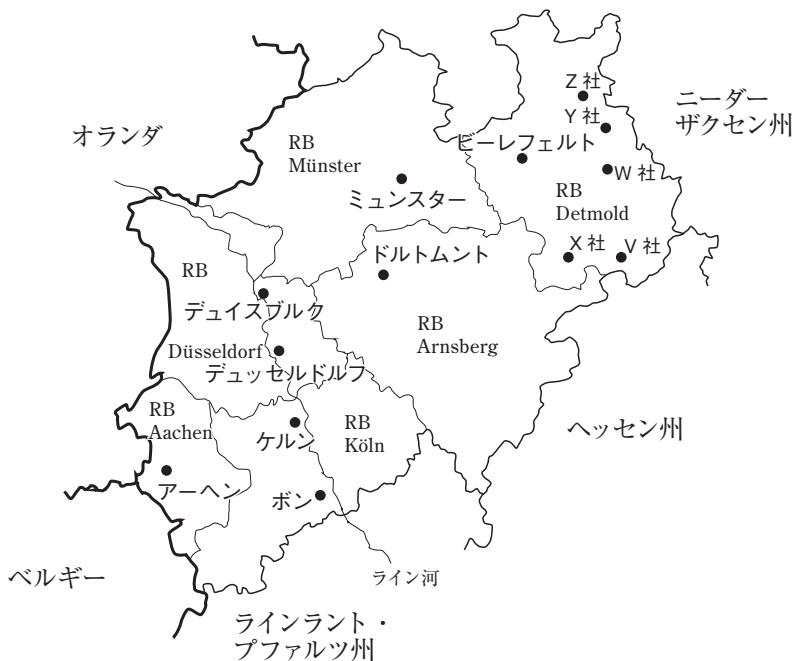 Z 社
ニーダー
ザクセン州
Y 社
オランダ
RB
Münster
ビーレフェルト
W 社
ミュンスター
RB
Detmold
X 社
V 社
ドルトムント
RB
デュイスブルク
RB
Arnsberg
Düsseldorf
デュッセルドルフ
RB
Aachen
RB
Köln
ケルン
ヘッセン州
アーヘン
ボン
ベルギー
ライン河
ラインラント・
プファルツ州